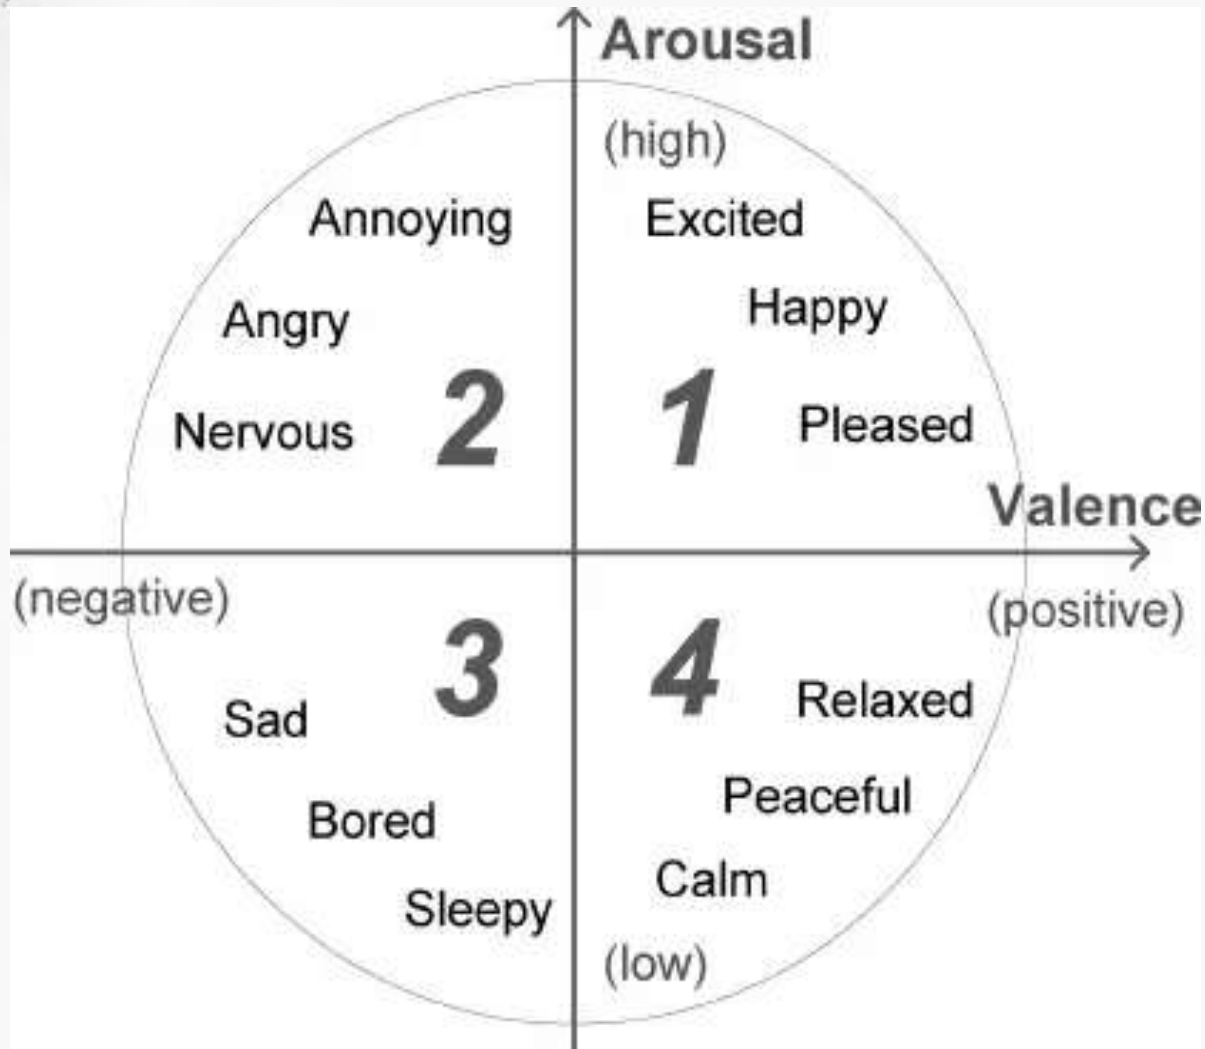 Arousal
(high)
Annoying
Excited
Angry
Happy
2
1
Nervous
Pleased
Valence
(negative)
(positive)
3
4
Sad
Relaxed
Bored
Peaceful
Sleepy
Calm
(low)